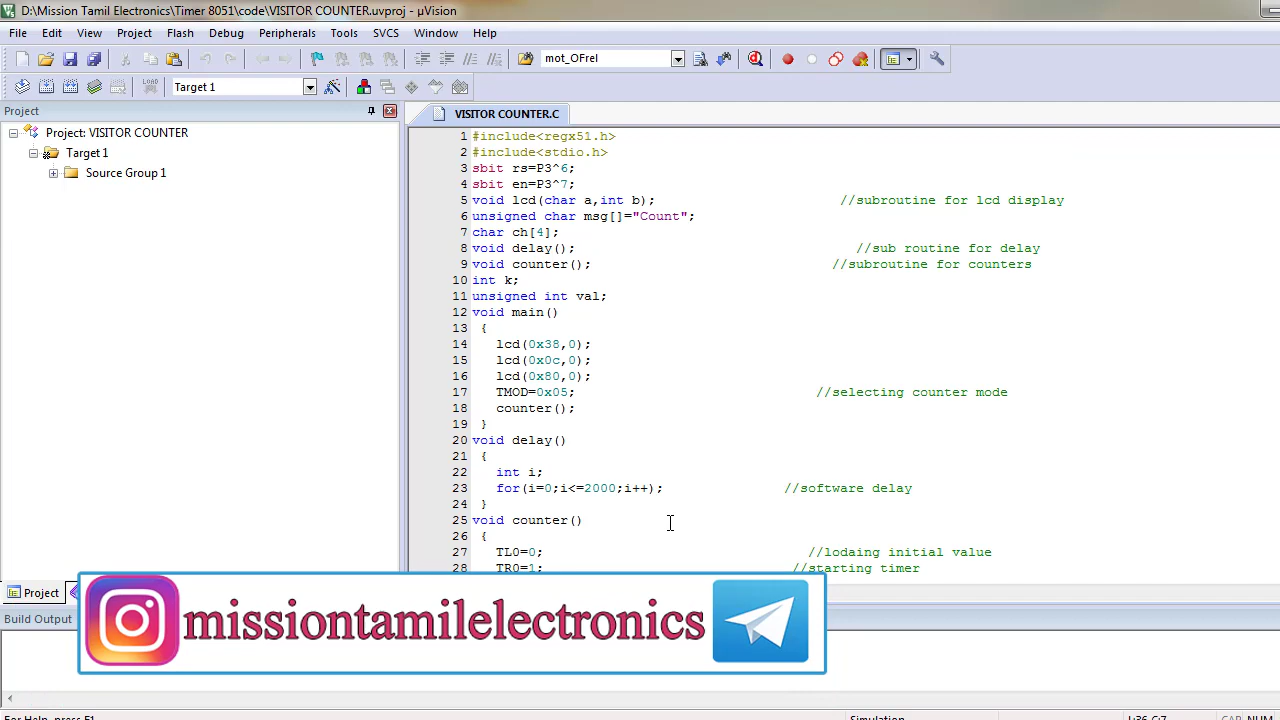 D:\Mission Tamil Electronics\Timer 8051\code\VISITOR COUNTER.uvproj - µVision
File Edit View Project Flash Debug Peripherals Tools SVCS Window Help
mot_OFrel
Target 1
Project
VISITOR COUNTER.C
Project: VISITOR COUNTER
Target 1
Source Group 1
1 #include<regx51.h>
2 #include<stdio.h>
3 sbit rs=P3^6;
4 sbit en=P3^7;
5 void lcd(char a,int b); //subroutine for lcd display
6 unsigned char msg[]="Count";
7 char ch[4];
8 void delay(); //sub routine for delay
9 void counter(); //subroutine for counters
10 int k;
11 unsigned int val;
12 void main()
13 {
14 lcd(0x38,0);
15 lcd(0x0c,0);
16 lcd(0x80,0);
17 TMOD=0x05; //selecting counter mode
18 counter();
19 }
20 void delay()
21 {
22 int i;
23 for(i=0;i<=2000;i++); //software delay
24 }
25 void counter()
26 {
27 TL0=0; //lodaing initial value
28 TR0=1; //starting timer
Project
Build Output
missiontamilelectronics
For Help, press F1
Simulation
L:36 C:7
CAP NUM